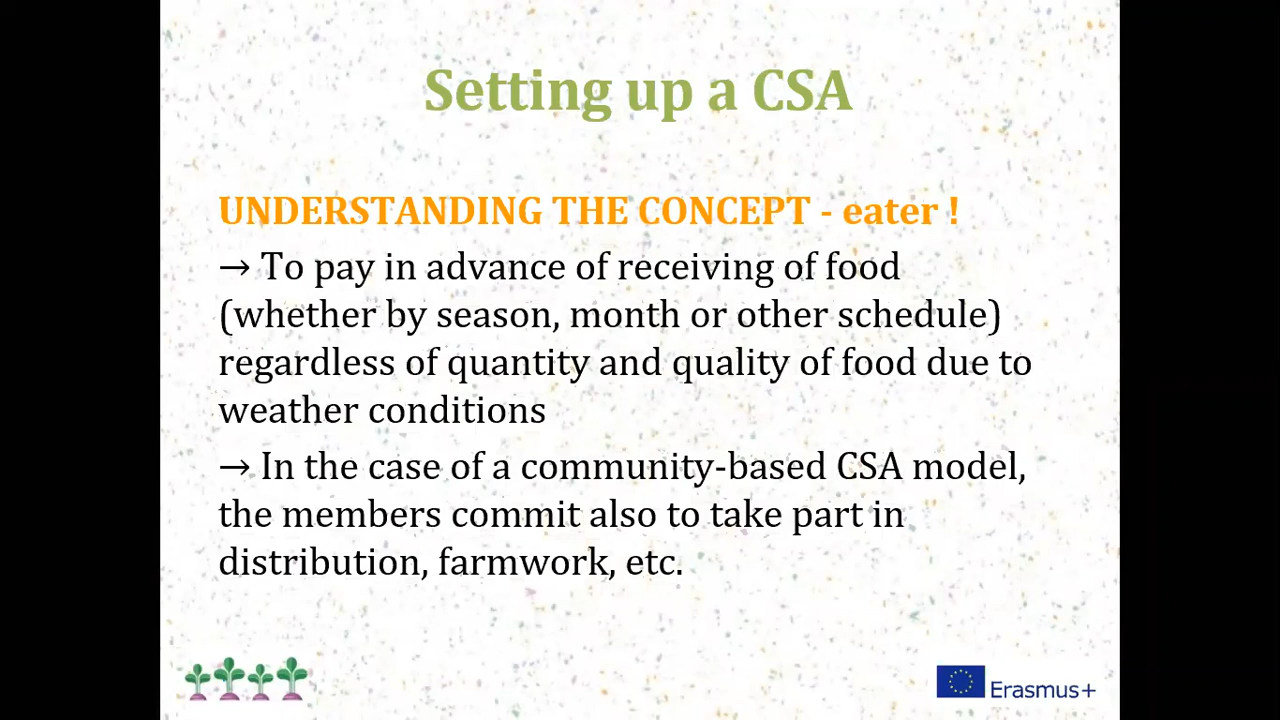 Setting up a CSA
UNDERSTANDING THE CONCEPT - eater !
→ To pay in advance of receiving of food
(whether by season, month or other schedule)
regardless of quantity and quality of food due to
weather conditions
→ In the case of a community-based CSA model,
the members commit also to take part in
distribution, farmwork, etc.
Erasmus+